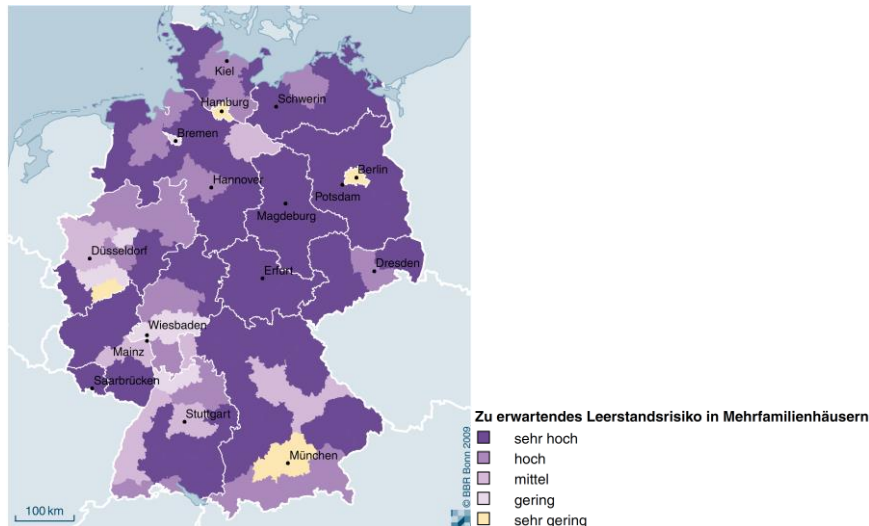 Kiel
Hamburg
Schwerin
Bremen
Berlin
Hannover
Potsdam
Magdeburg
Düsseldorf
Erfurt
Dresden
Wiesbaden
Mainz
Saarbrücken
Stuttgart
München
100 km
© BBR Bonn 2009
Zu erwartendes Leerstandsrisiko in Mehrfamilienhäusern
sehr hoch
hoch
mittel
gering
sehr gering